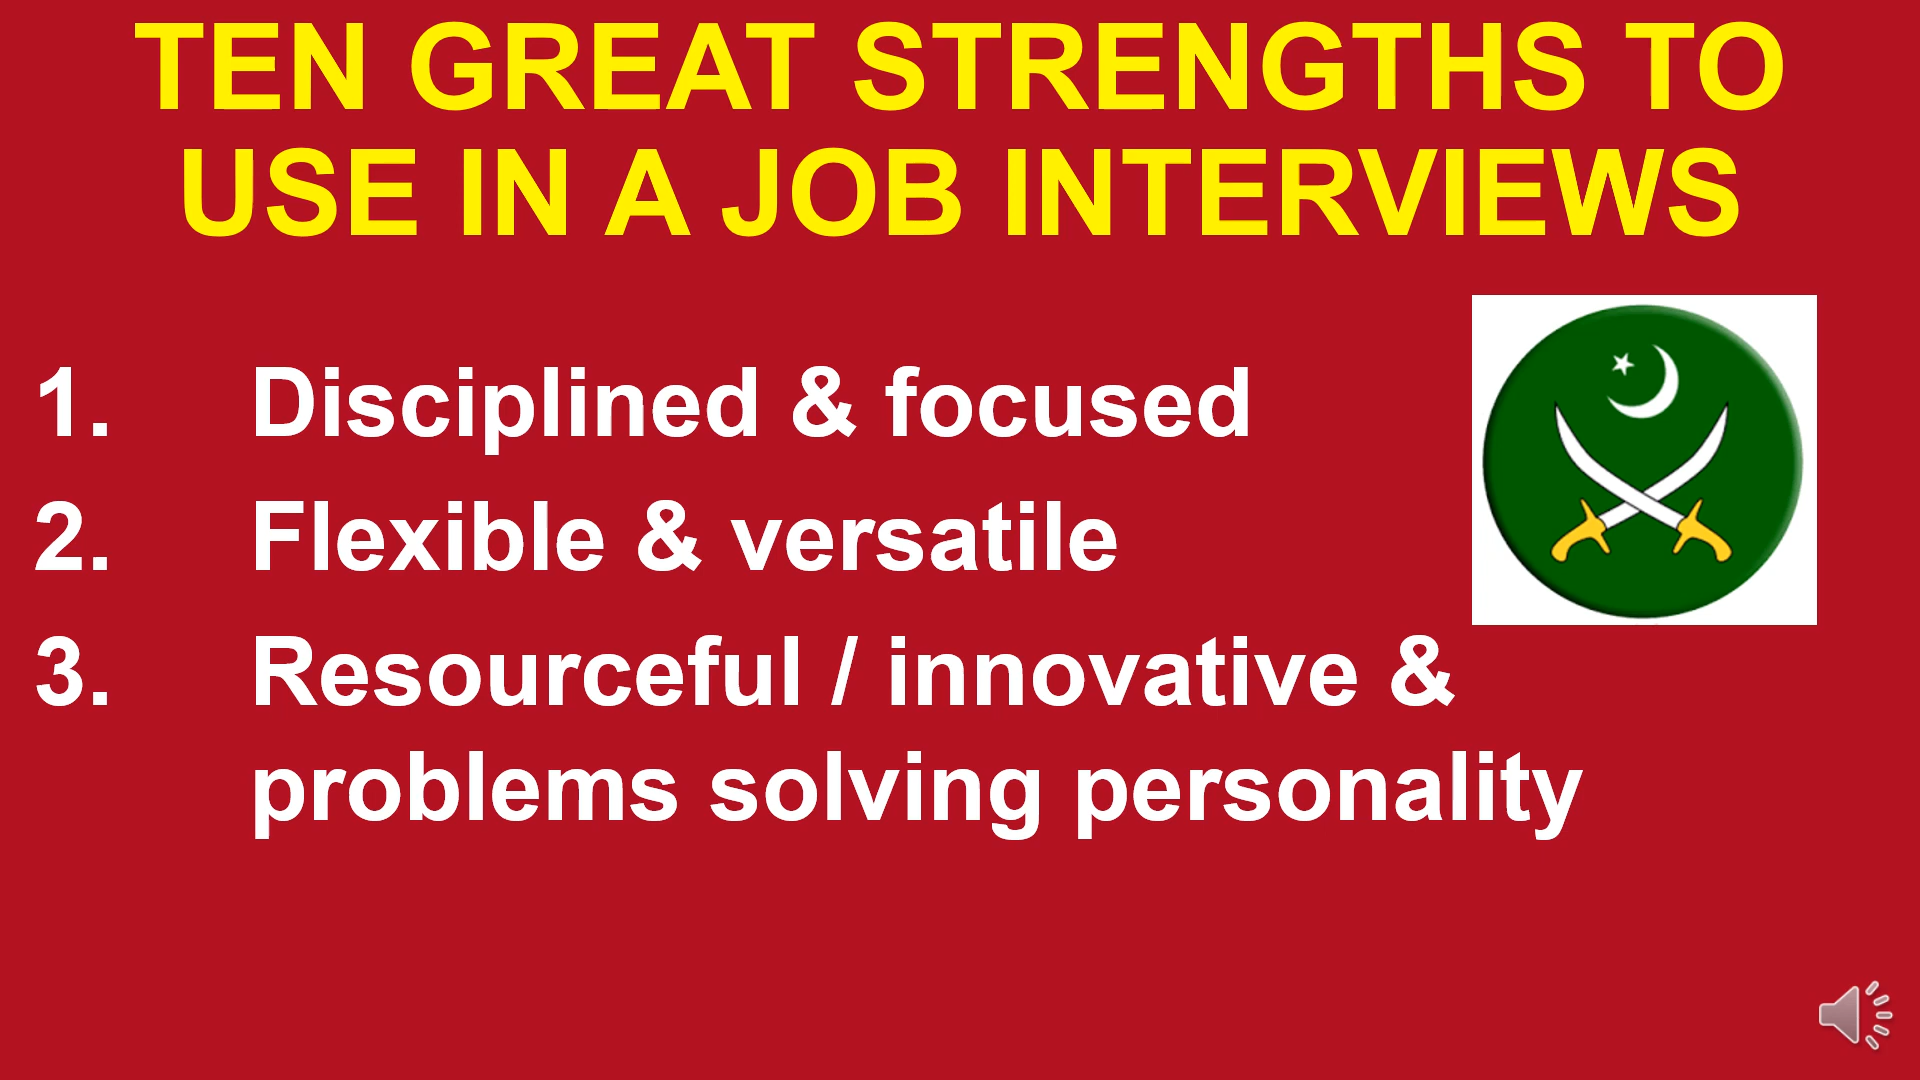 TEN GREAT STRENGTHS TO
USE IN A JOB INTERVIEWS
1. Disciplined & focused
2. Flexible & versatile
3. Resourceful / innovative &
problems solving personality